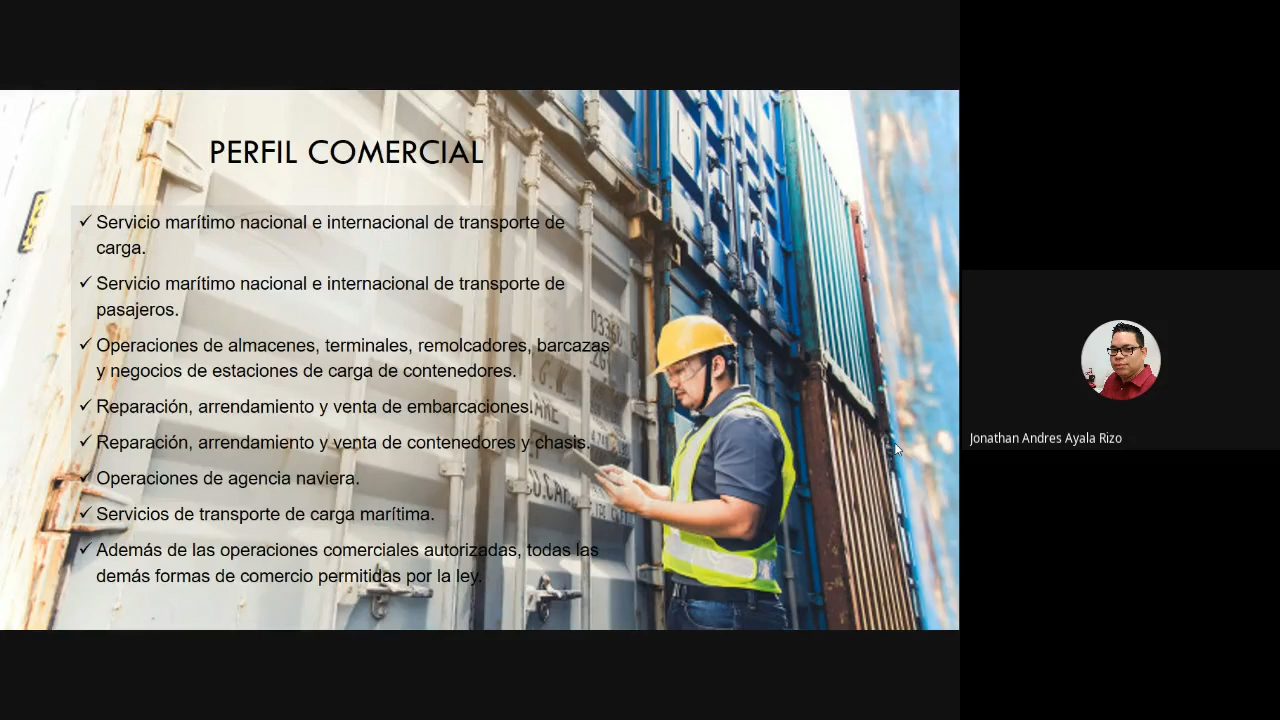 PERFIL COMERCIAL
✓ Servicio marítimo nacional e internacional de transporte de
carga.
✓ Servicio marítimo nacional e internacional de transporte de
pasajeros.
✓ Operaciones de almacenes, terminales, remolcadores, barcazas
y negocios de estaciones de carga de contenedores.
✓ Reparación, arrendamiento y venta de embarcaciones.
✓ Reparación, arrendamiento y venta de contenedores y chasis.
✓ Operaciones de agencia naviera.
✓ Servicios de transporte de carga marítima.
✓ Además de las operaciones comerciales autorizadas, todas las
demás formas de comercio permitidas por la ley.
Jonathan Andres Ayala Rizo